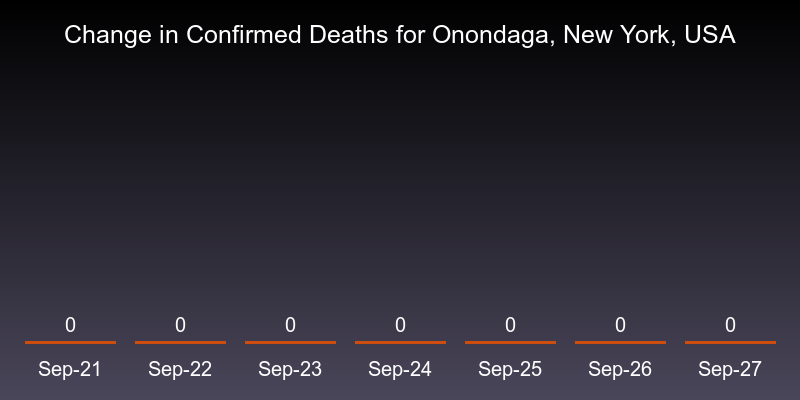 Change in Confirmed Deaths for Onondaga, New York, USA
0 0 0 0 0 0 0
Sep-21 Sep-22 Sep-23 Sep-24 Sep-25 Sep-26 Sep-27